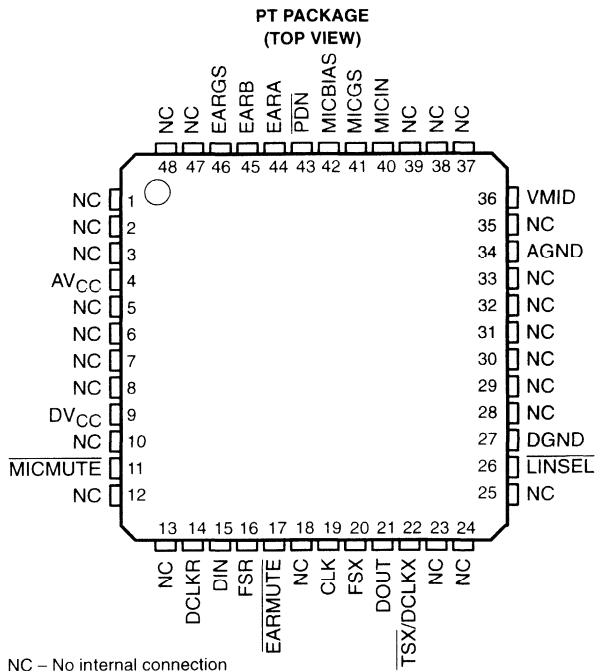 PT PACKAGE
(TOP VIEW)
NC NC EARGS EARB EARA PDN MICBIAS MICGS MICIN NC NC NC
48 47 46 45 44 43 42 41 40 39 38 37
NC 1 36 VMID
NC 2 35 NC
NC 3 34 AGND
AVCC 4 33 NC
NC 5 32 NC
NC 6 31 NC
NC 7 30 NC
NC 8 29 NC
DVCC 9 28 NC
NC 10 27 DGND
MICMUTE 11 26 LINSEL
NC 12 25 NC
13 14 15 16 17 18 19 20 21 22 23 24
NC DCLKR DIN FSR EARMUTE NC CLK FSX DOUT TSX/DCLKX NC NC
NC – No internal connection